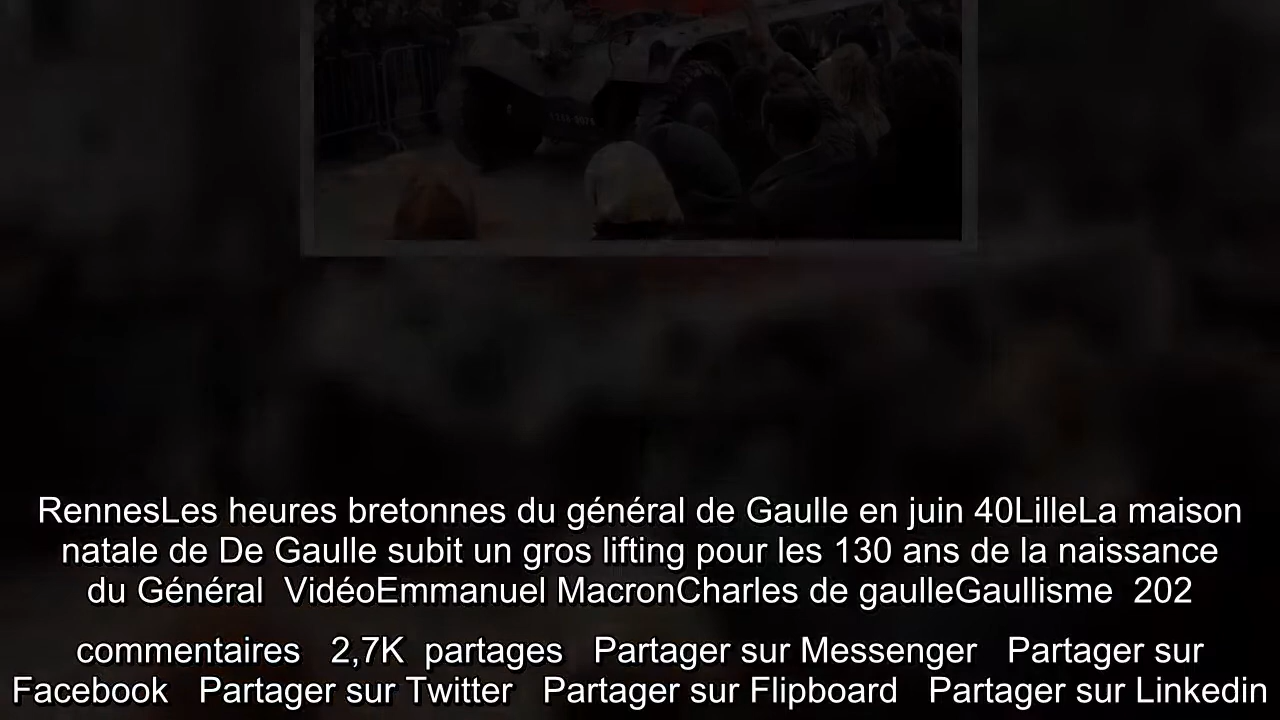 RennesLes heures bretonnes du général de Gaulle en juin 40LilleLa maison
natale de De Gaulle subit un gros lifting pour les 130 ans de la naissance
du Général  VidéoEmmanuel MacronCharles de gaulleGaullisme  202
commentaires   2,7K  partages   Partager sur Messenger   Partager sur
Facebook   Partager sur Twitter   Partager sur Flipboard   Partager sur Linkedin